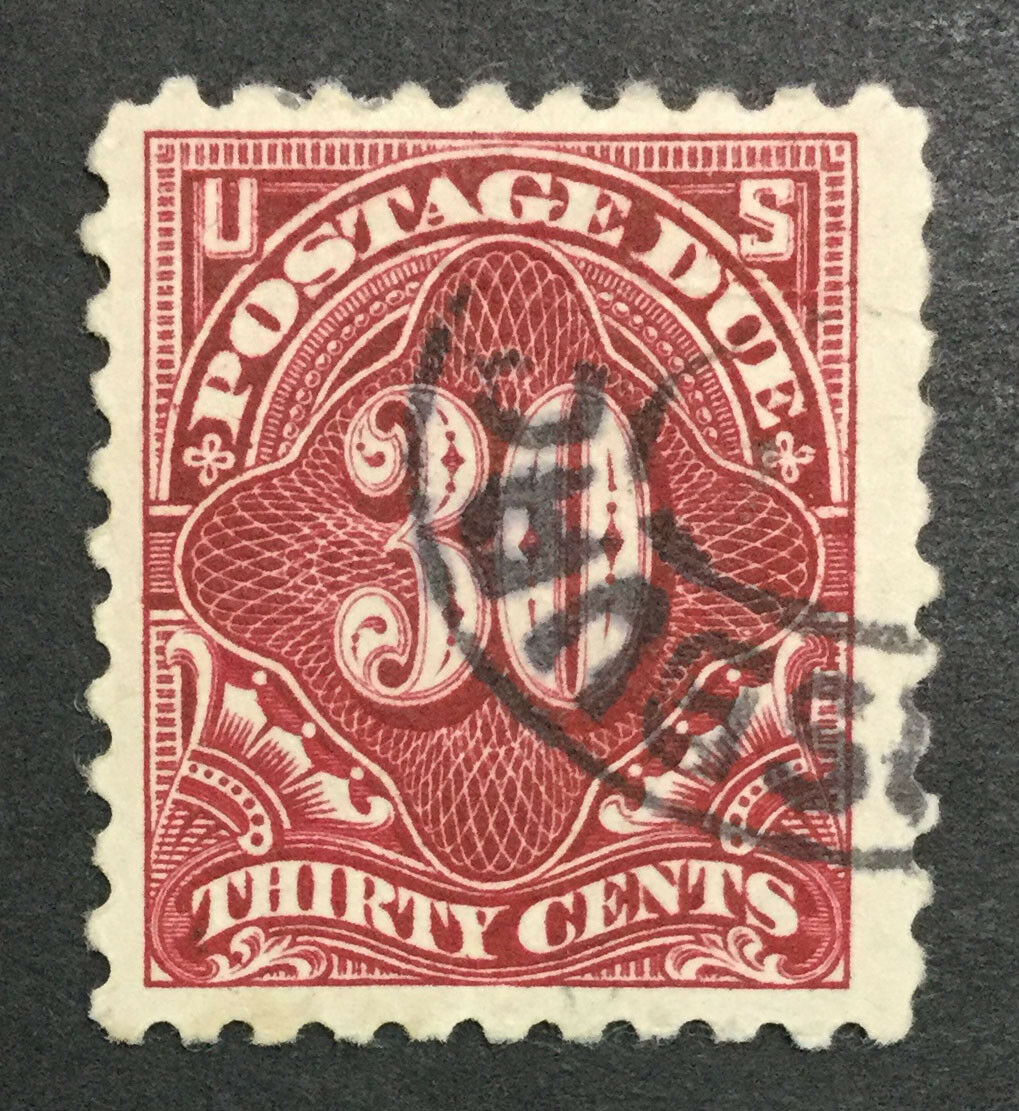 U S
POSTAGE DUE
30
THIRTY CENTS